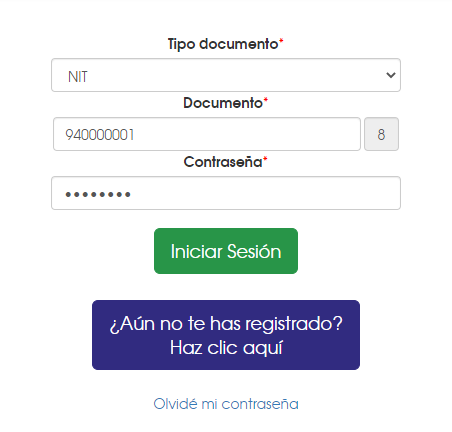 Tipo documento*
NIT
Documento*
940000001 8
Contraseña*
••••••••
Iniciar Sesión
¿Aún no te has registrado?
Haz clic aquí
Olvidé mi contraseña